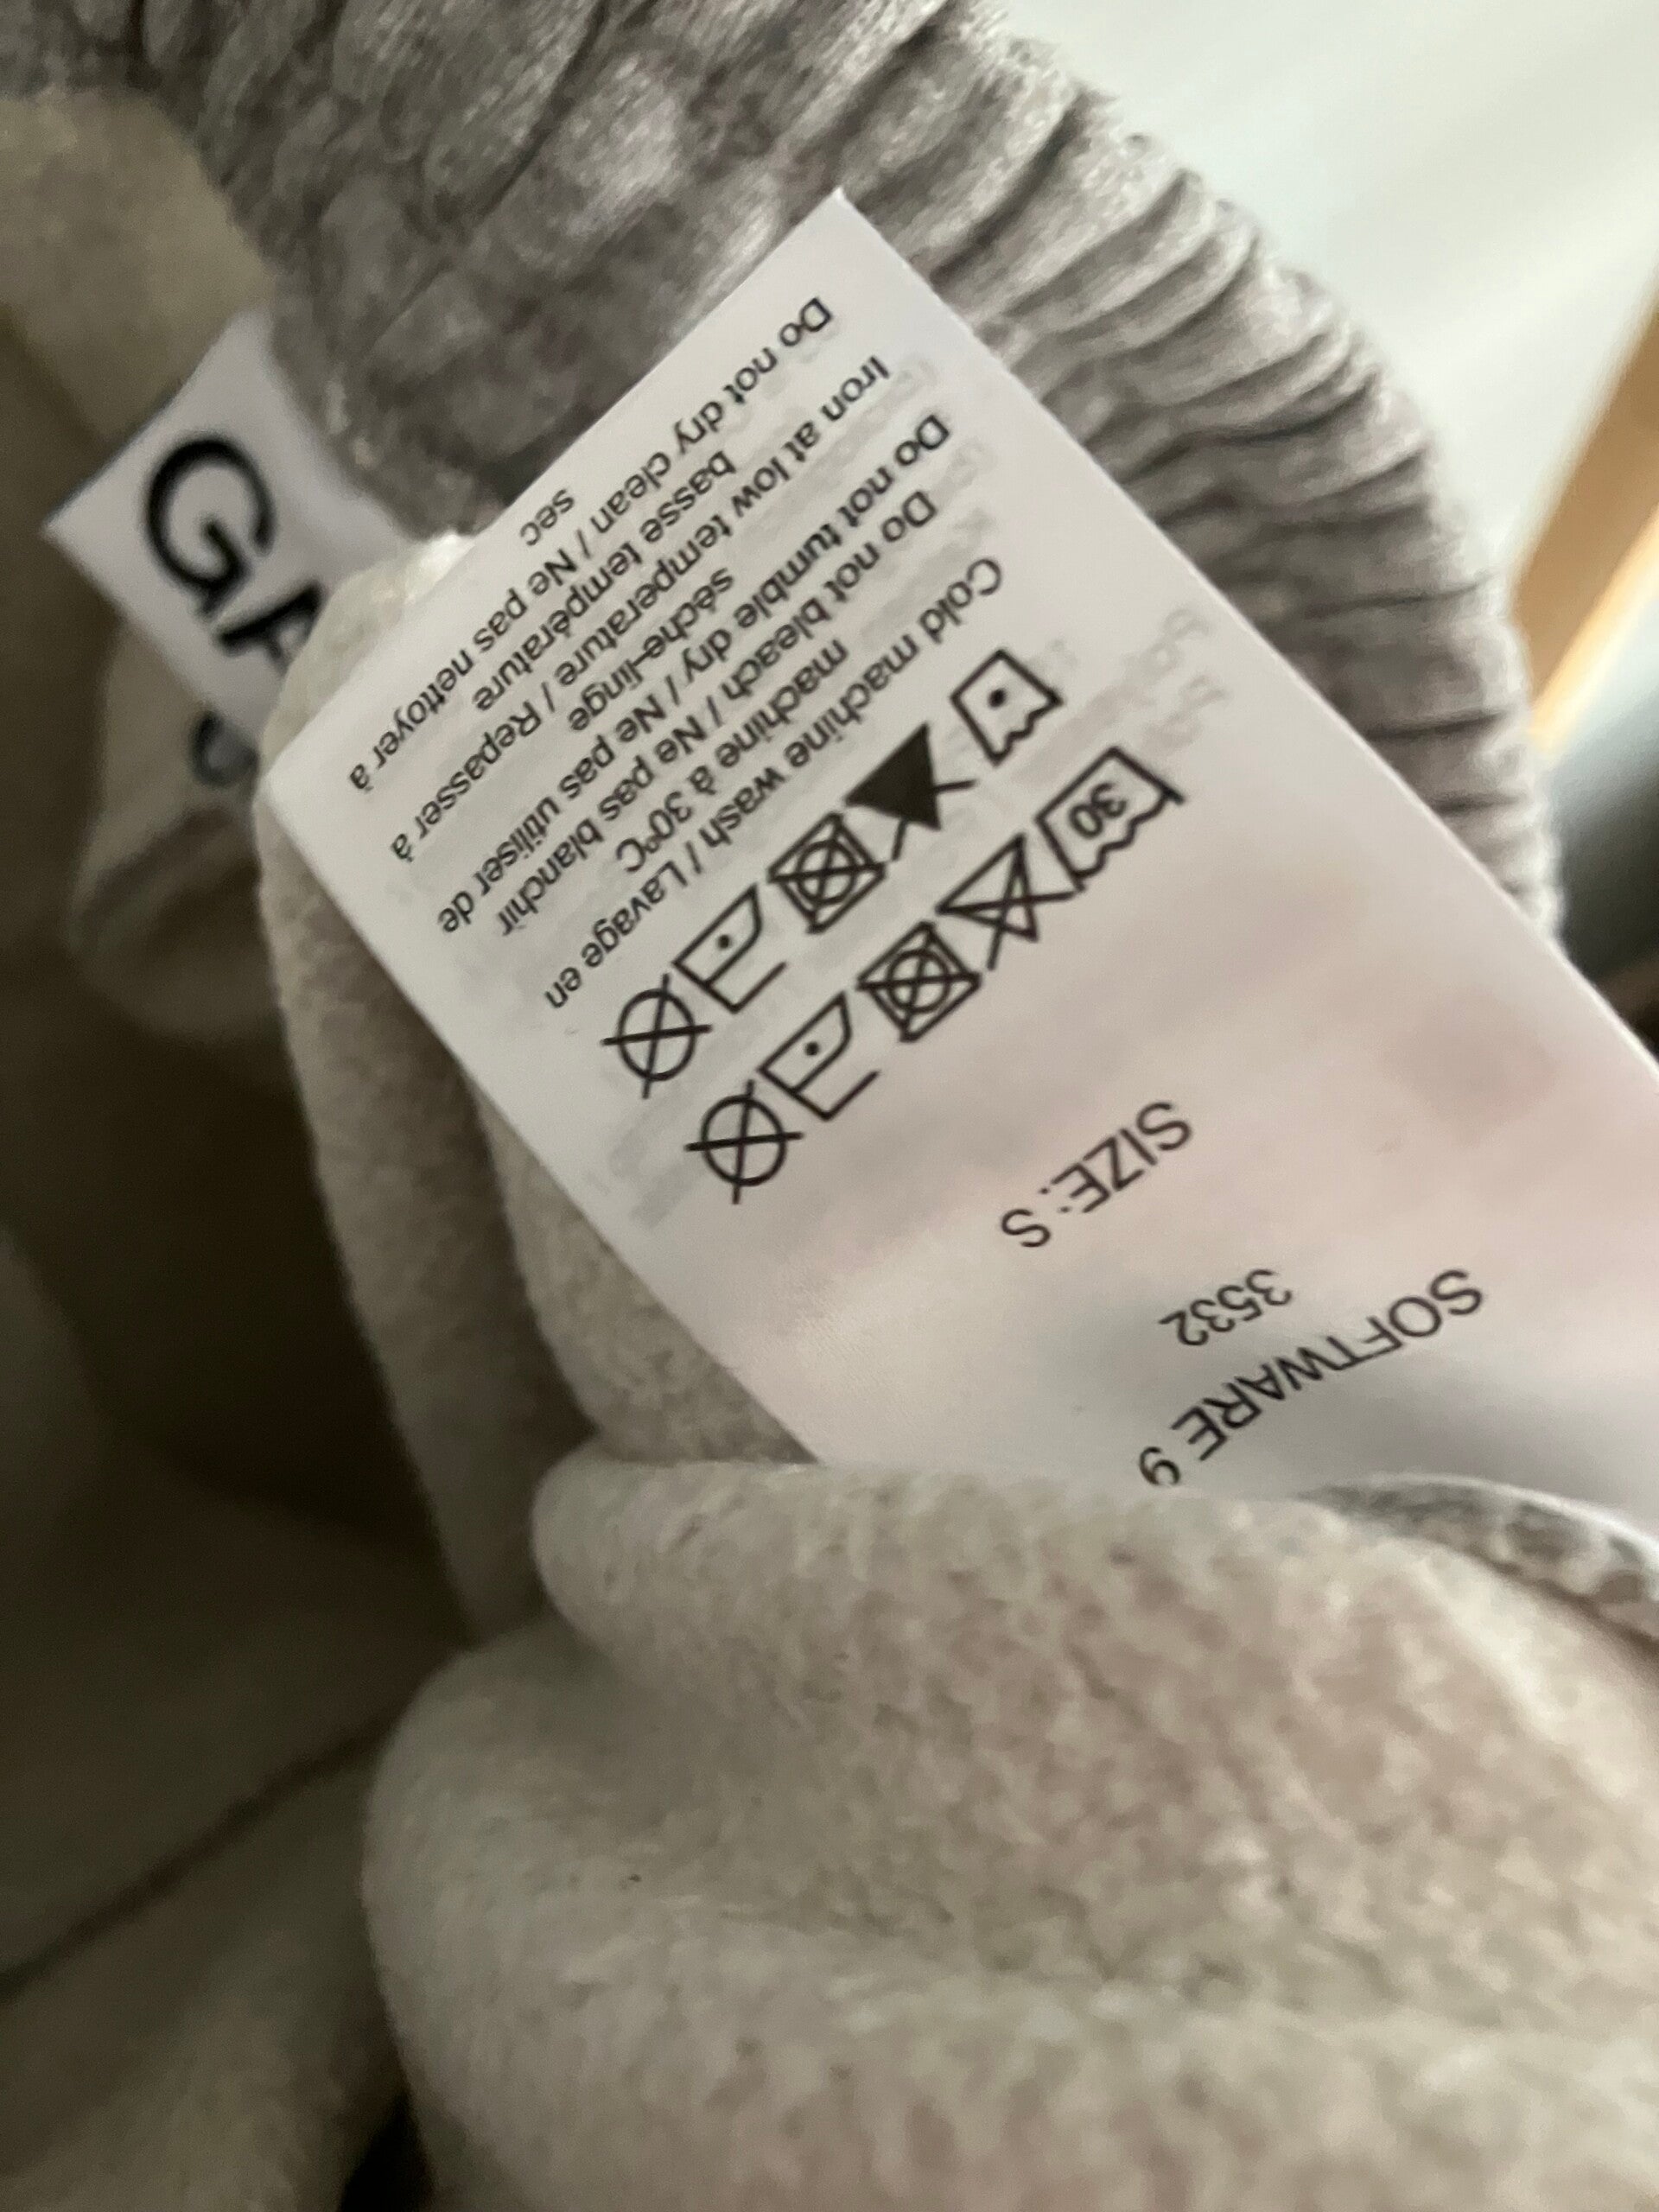 SOFTWARE 9
3532
SIZE: S
30
Cold machine wash / Lavage en
machine à 30°C
Do not bleach / Ne pas blanchir
Do not tumble dry / Ne pas utiliser de
sèche-linge
Iron at low temperature / Repasser à
basse température
Do not dry clean / Ne pas nettoyer à
sec